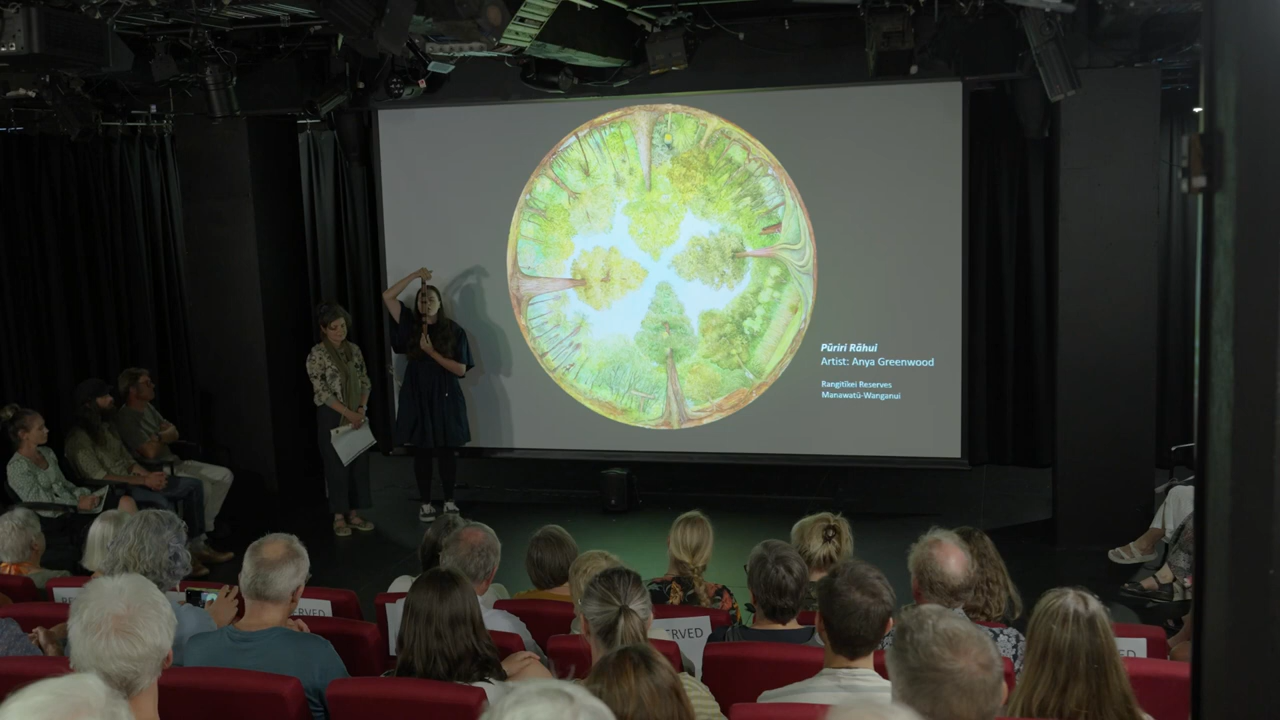 Pūriri Rāhui
Artist: Anya Greenwood
Rangitīkei Reserves
Manawatū-Wanganui